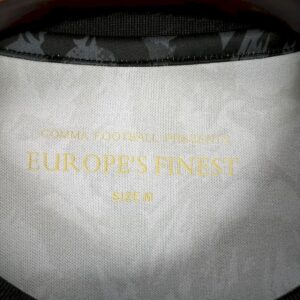 COMMA FOOTBALL PRESENTS
EUROPE'S FINEST
SIZE M